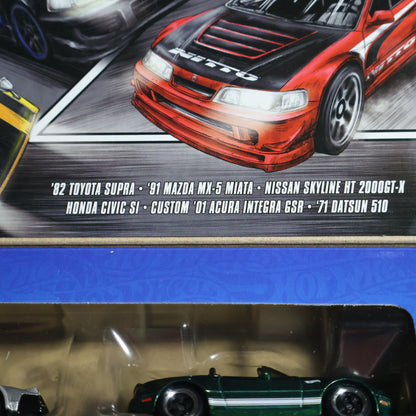 NITTO
NITTO
'82 TOYOTA SUPRA • '91 MAZDA MX-5 MIATA • NISSAN SKYLINE HT 2000GT-X
HONDA CIVIC SI • CUSTOM '01 ACURA INTEGRA GSR • '71 DATSUN 510